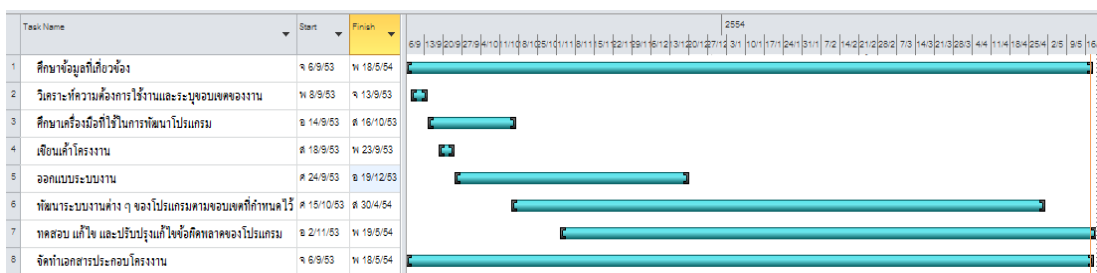 Task Name Start Finish 2554
6/9 13/9 20/9 27/9 4/10 11/10 18/10 25/10 1/11 8/11 15/11 22/11 29/11 6/12 13/12 20/12 27/12 3/1 10/1 17/1 24/1 31/1 7/2 14/2 21/2 28/2 7/3 14/3 21/3 28/3 4/4 11/4 18/4 25/4 2/5 9/5 16
1 ศึกษาข้อมูลที่เกี่ยวข้อง จ 6/9/53 พ 18/5/54
2 วิเคราะห์ความต้องการใช้งานและระบุขอบเขตของงาน พ 8/9/53 จ 13/9/53
3 ศึกษาเครื่องมือที่ใช้ในการพัฒนาโปรแกรม อ 14/9/53 ส 16/10/53
4 เขียนเค้าโครงงาน ส 18/9/53 พ 23/9/53
5 ออกแบบระบบงาน ศ 24/9/53 อ 19/12/53
6 พัฒนาระบบงานต่าง ๆ ของโปรแกรมตามขอบเขตที่กำหนดไว้ ศ 15/10/53 ส 30/4/54
7 ทดสอบ แก้ไข และปรับปรุงแก้ไขข้อผิดพลาดของโปรแกรม อ 2/11/53 พ 19/5/54
8 จัดทำเอกสารประกอบโครงงาน จ 6/9/53 พ 18/5/54